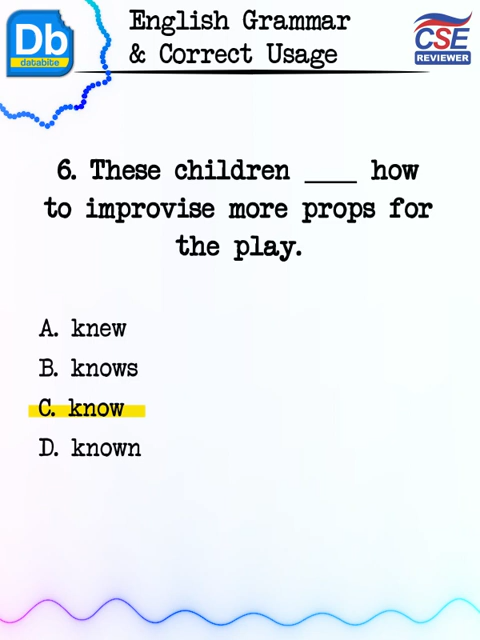 Db
databite
English Grammar
& Correct Usage
CSE
REVIEWER
6. These children ____ how
to improvise more props for
the play.
A. knew
B. knows
C. know
D. known